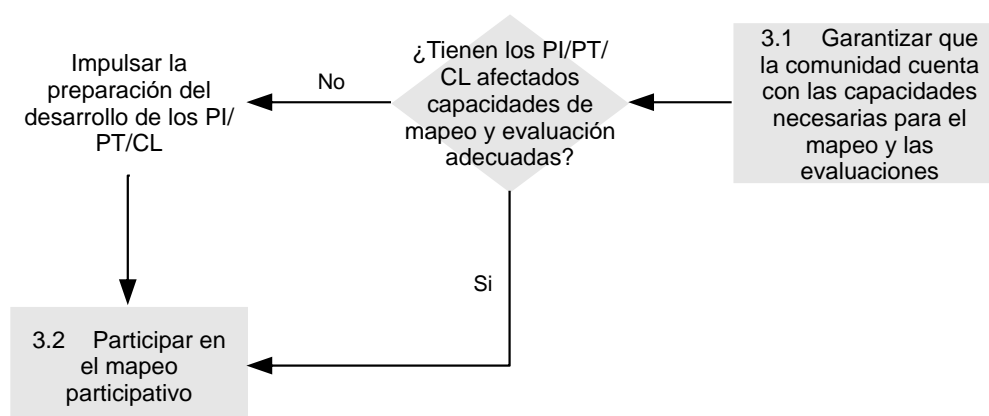 3.1 Garantizar que
la comunidad cuenta
con las capacidades
necesarias para el
mapeo y las
evaluaciones
¿Tienen los PI/PT/
CL afectados
capacidades de
mapeo y evaluación
adecuadas?
No
Impulsar la
preparación del
desarrollo de los PI/
PT/CL
Si
3.2 Participar en
el mapeo
participativo